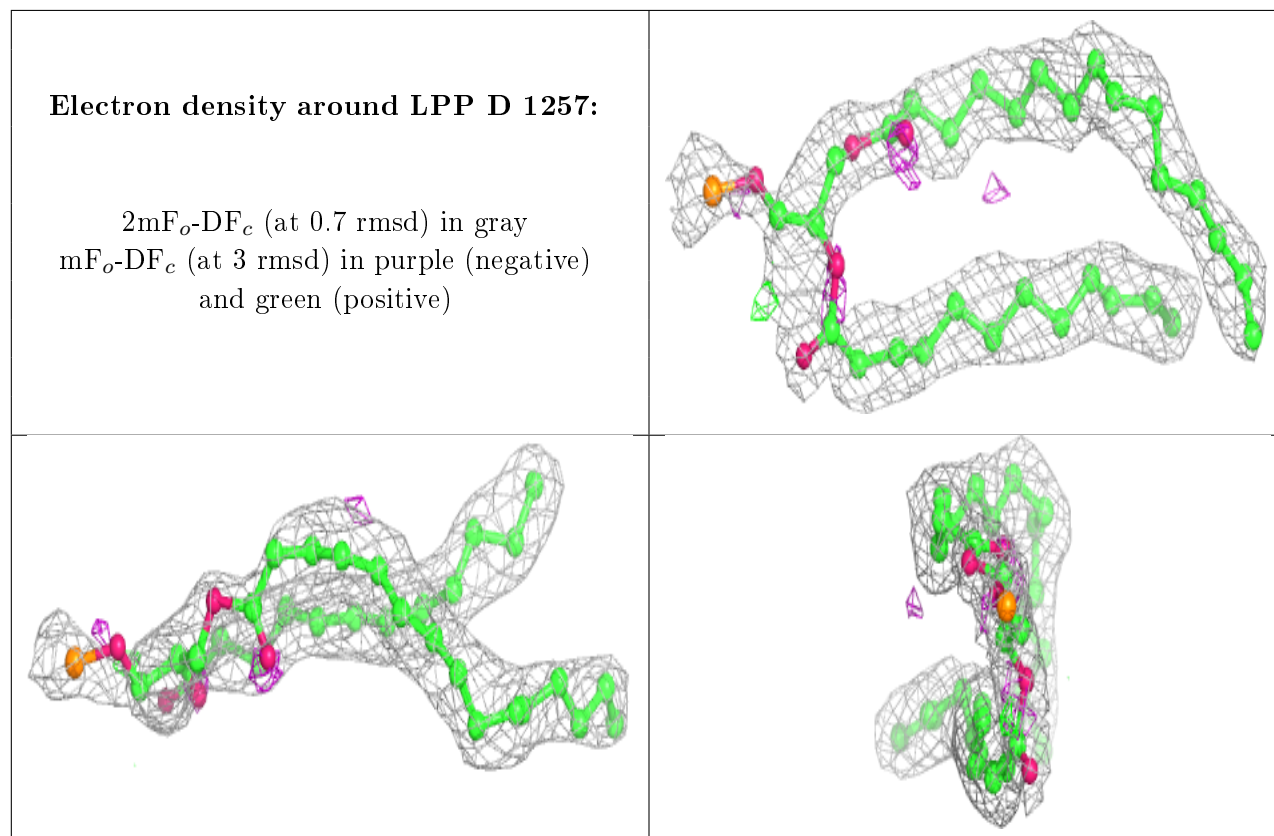 Electron density around LPP D 1257:
2mFo-DFc (at 0.7 rmsd) in gray
mFo-DFc (at 3 rmsd) in purple (negative)
and green (positive)